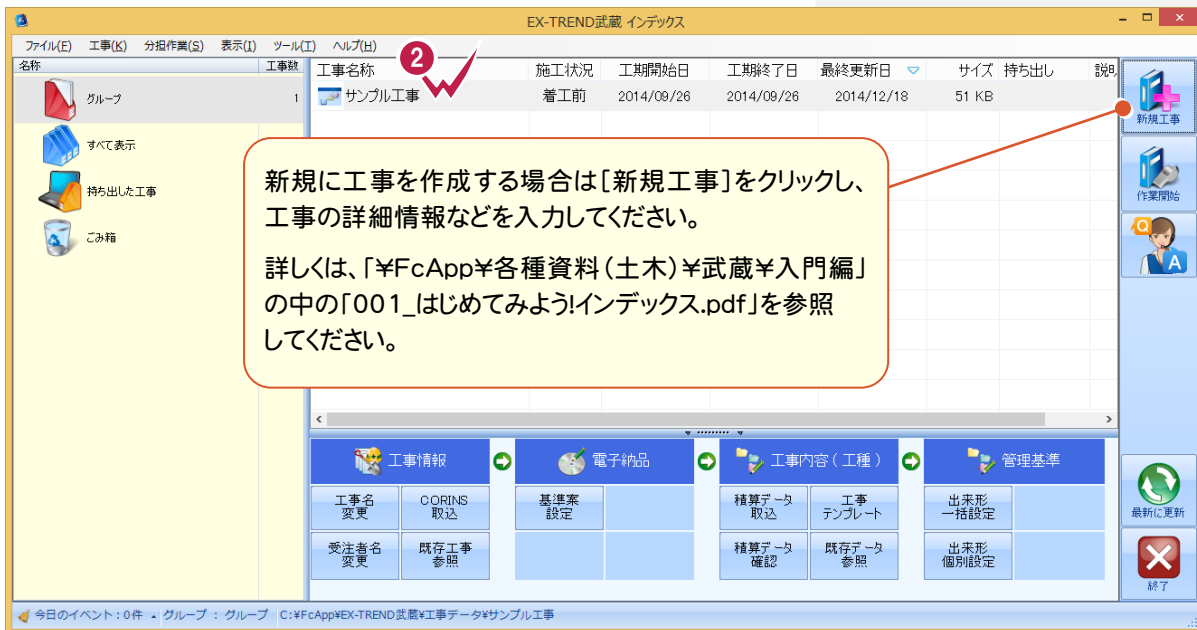 EX-TREND武蔵 インデックス
ファイル(F) 工事(K) 分担作業(S) 表示(I) ツール(T) ヘルプ(H)
名称 工事数
グループ 1
すべて表示
持ち出した工事
ごみ箱
2
工事名称 施工状況 工期開始日 工期終了日 最終更新日 サイズ 持ち出し 説明
サンプル工事 着工前 2014/09/26 2014/09/26 2014/12/18 51 KB
新規に工事を作成する場合は[新規工事]をクリックし、
工事の詳細情報などを入力してください。
詳しくは、「¥FcApp¥各種資料(土木)¥武蔵¥入門編」
の中の「001_はじめてみよう!インデックス.pdf」を参照
してください。
新規工事
作業開始
Q
A
最新に更新
終了
工事情報 電子納品 工事内容(工種) 管理基準
工事名
変更
CORINS
取込
基準案
設定
積算データ
取込
工事
テンプレート
出来形
一括設定
受注者名
変更
既存工事
参照
積算データ
確認
既存データ
参照
出来形
個別設定
今日のイベント:0件 グループ : グループ C:¥FcApp¥EX-TREND武蔵¥工事データ¥サンプル工事